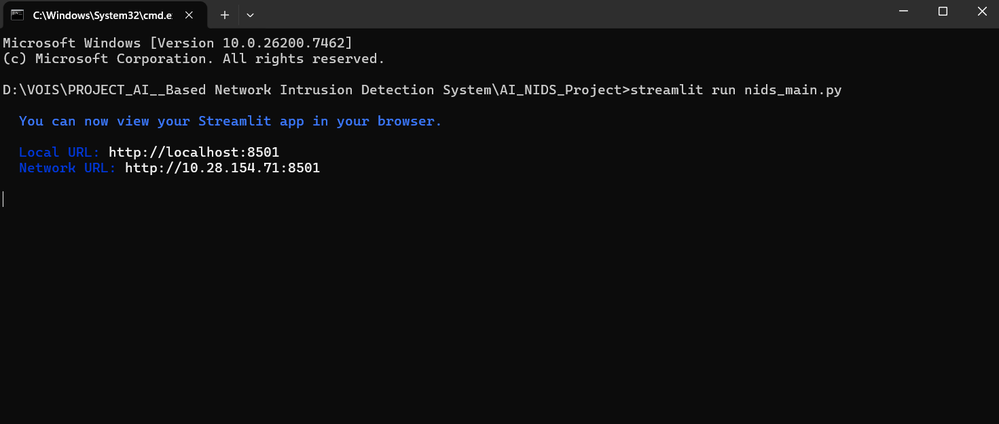 C:\Windows\System32\cmd.e
Microsoft Windows [Version 10.0.26200.7462]
(c) Microsoft Corporation. All rights reserved.
D:\VOIS\PROJECT_AI__Based Network Intrusion Detection System\AI_NIDS_Project>streamlit run nids_main.py
You can now view your Streamlit app in your browser.
Local URL: http://localhost:8501
Network URL: http://10.28.154.71:8501